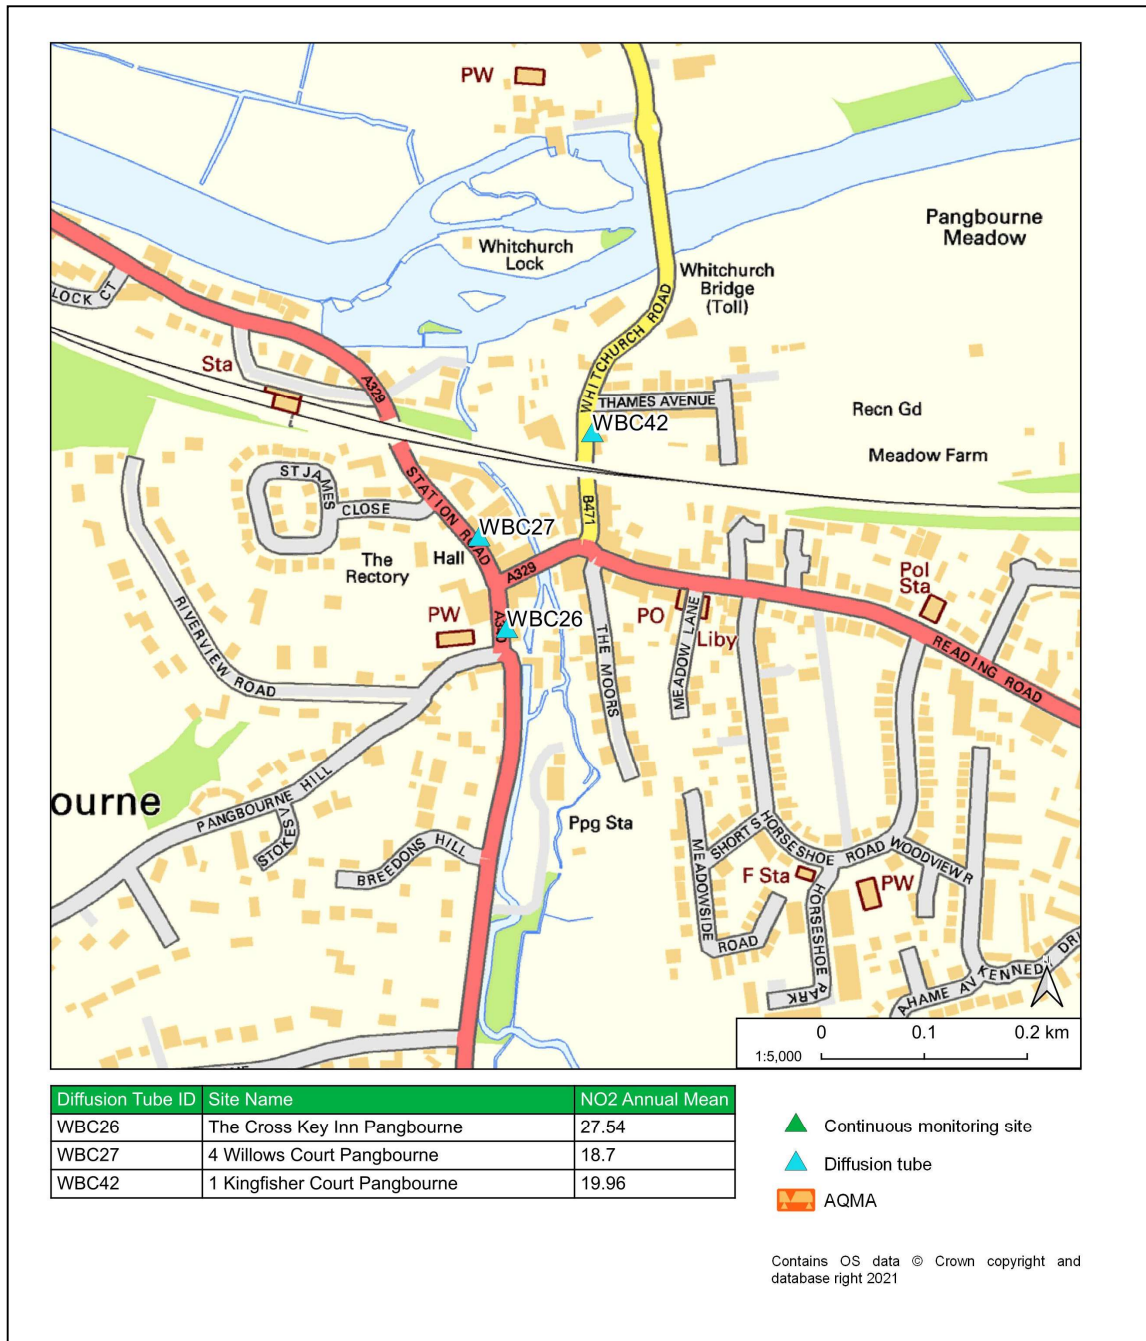 PW
Pangbourne
Meadow
Whitchurch
Lock
Whitchurch
Bridge
(Toll)
LOCK CT
WHITCHURCH ROAD
Sta
A329
THAMES AVENUE
Recn Gd
WBC42
Meadow Farm
ST JAMES
CLOSE
STATION ROAD
B471
WBC27
The
Rectory
Hall
A329
Pol
Sta
PW
WBC26
PO
Liby
MEADOW LANE
THE MOORS
READING ROAD
RIVERVIEW ROAD
ourne
PANGBOURNE HILL
STOKES V
BREEDONS HILL
Ppg Sta
SHORTS
HORSESHOE ROAD
WOODVIEW R
MEADOWSIDE
ROAD
F Sta
PW
HORSESHOE
PARK
AHAME AV
KENNED
DRI
N
0 0.1 0.2 km
1:5,000
Diffusion Tube ID Site Name NO2 Annual Mean
WBC26 The Cross Key Inn Pangbourne 27.54
WBC27 4 Willows Court Pangbourne 18.7
WBC42 1 Kingfisher Court Pangbourne 19.96
Continuous monitoring site
Diffusion tube
AQMA
Contains OS data © Crown copyright and
database right 2021